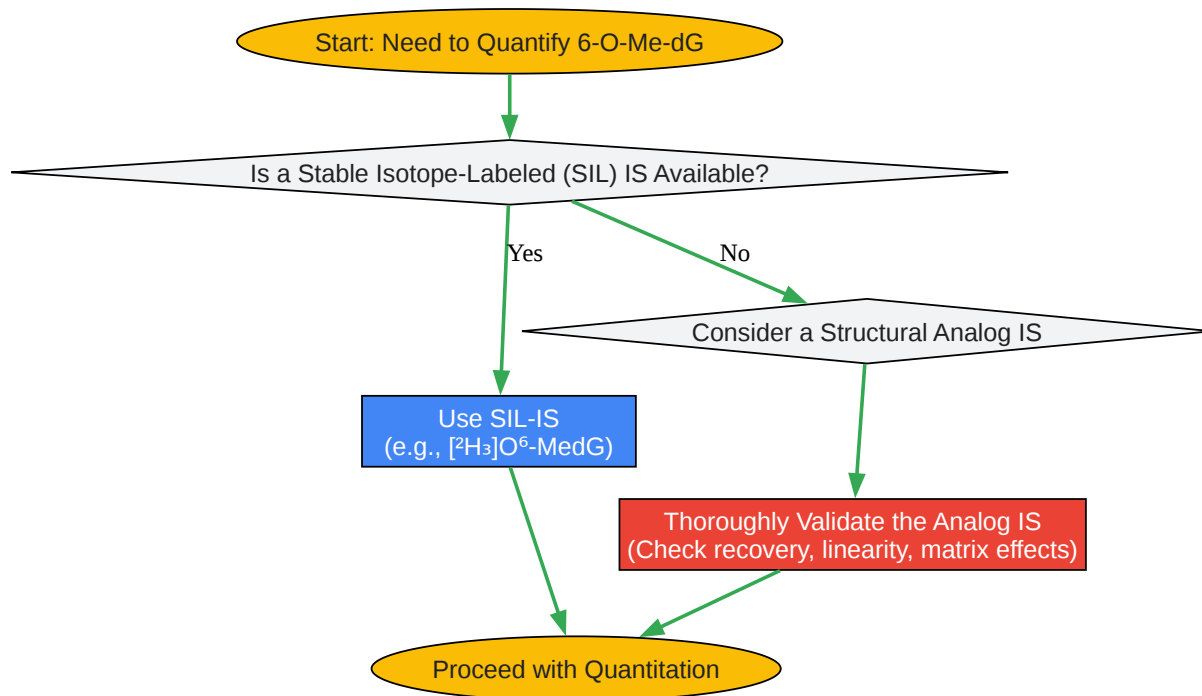 Start: Need to Quantify 6-O-Me-dG
Is a Stable Isotope-Labeled (SIL) IS Available?
Yes
No
Consider a Structural Analog IS
Use SIL-IS
(e.g., [²H₃]O⁶-MedG)
Thoroughly Validate the Analog IS
(Check recovery, linearity, matrix effects)
Proceed with Quantitation